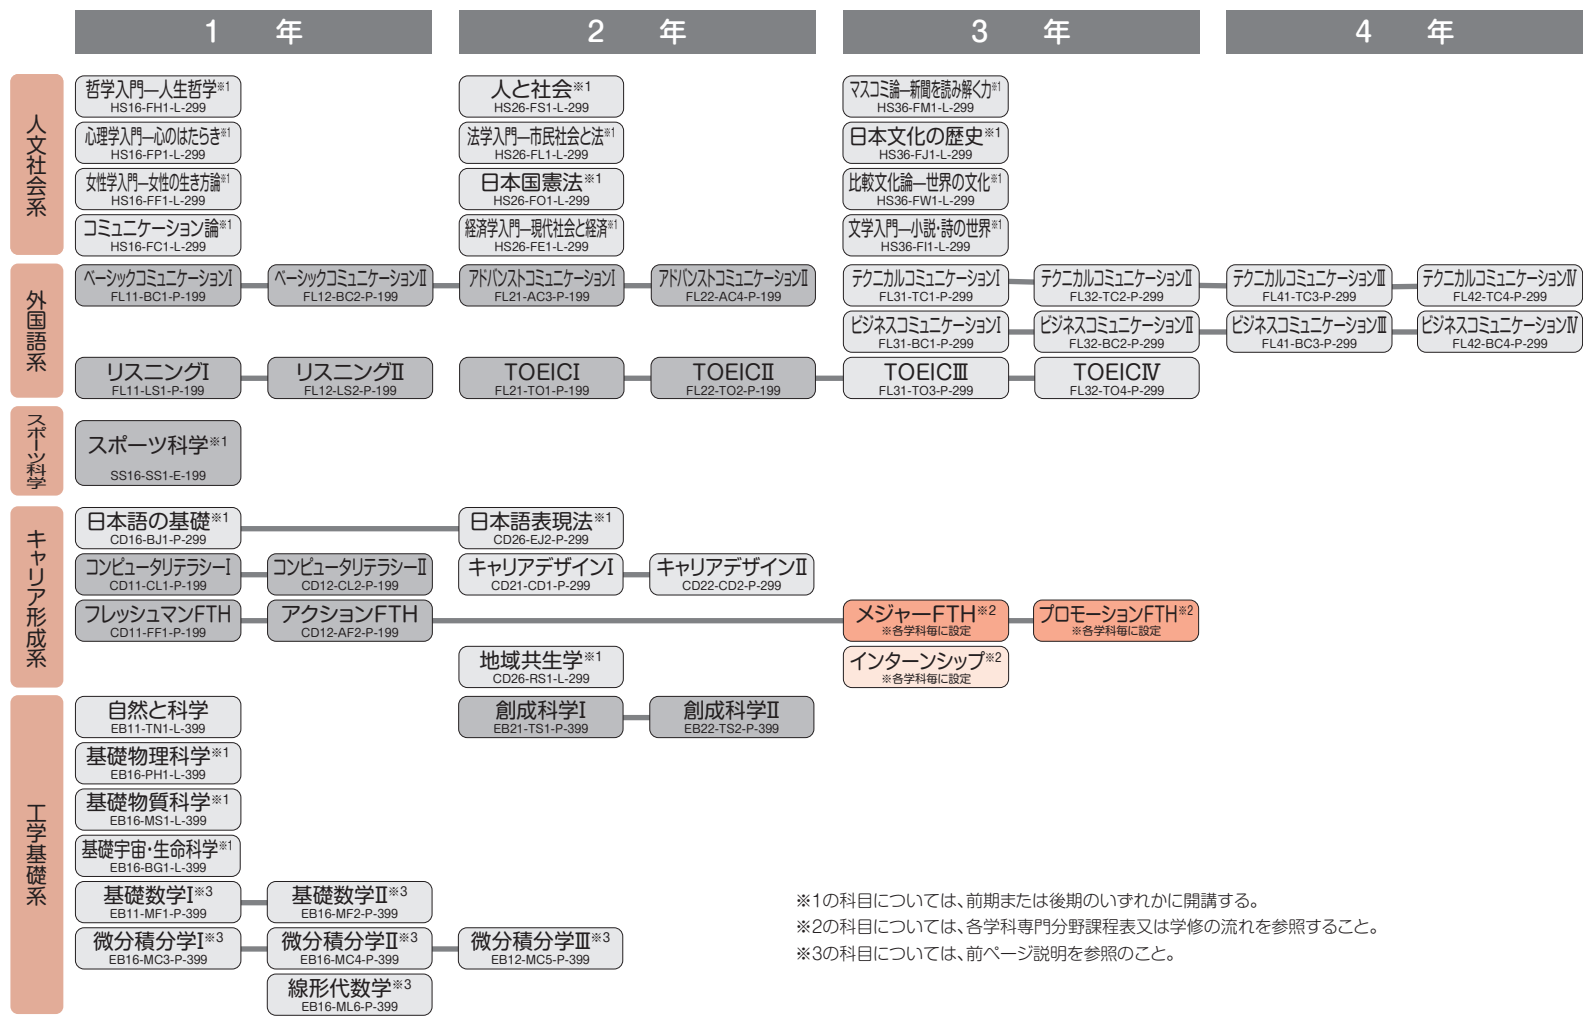 1　年
2　年
3　年
4　年
人文社会系
哲学入門―人生哲学※1
HS16-FH1-L-299
人と社会※1
HS26-FS1-L-299
マスコミ論―新聞を読み解く力※1
HS36-FM1-L-299
心理学入門―心のはたらき※1
HS16-FP1-L-299
法学入門―市民社会と法※1
HS26-FL1-L-299
日本文化の歴史※1
HS36-FJ1-L-299
女性学入門―女性の生き方論※1
HS16-FF1-L-299
日本国憲法※1
HS26-FO1-L-299
比較文化論―世界の文化※1
HS36-FW1-L-299
コミュニケーション論※1
HS16-FC1-L-299
経済学入門―現代社会と経済※1
HS26-FE1-L-299
文学入門―小説・詩の世界※1
HS36-FI1-L-299
外国語系
ベーシックコミュニケーションⅠ
FL11-BC1-P-199
ベーシックコミュニケーションⅡ
FL12-BC2-P-199
アドバンストコミュニケーションⅠ
FL21-AC3-P-199
アドバンストコミュニケーションⅡ
FL22-AC4-P-199
テクニカルコミュニケーションⅠ
FL31-TC1-P-299
テクニカルコミュニケーションⅡ
FL32-TC2-P-299
テクニカルコミュニケーションⅢ
FL41-TC3-P-299
テクニカルコミュニケーションⅣ
FL42-TC4-P-299
ビジネスコミュニケーションⅠ
FL31-BC1-P-299
ビジネスコミュニケーションⅡ
FL32-BC2-P-299
ビジネスコミュニケーションⅢ
FL41-BC3-P-299
ビジネスコミュニケーションⅣ
FL42-BC4-P-299
リスニングⅠ
FL11-LS1-P-199
リスニングⅡ
FL12-LS2-P-199
TOEICⅠ
FL21-TO1-P-199
TOEICⅡ
FL22-TO2-P-199
TOEICⅢ
FL31-TO3-P-299
TOEICⅣ
FL32-TO4-P-299
スポーツ科学
スポーツ科学※1
SS16-SS1-E-199
キャリア形成系
日本語の基礎※1
CD16-BJ1-P-299
日本語表現法※1
CD26-EJ2-P-299
コンピュータリテラシーⅠ
CD11-CL1-P-199
コンピュータリテラシーⅡ
CD12-CL2-P-199
キャリアデザインⅠ
CD21-CD1-P-299
キャリアデザインⅡ
CD22-CD2-P-299
フレッシュマンFTH
CD11-FF1-P-199
アクションFTH
CD12-AF2-P-199
メジャーFTH※2
※各学科毎に設定
プロモーションFTH※2
※各学科毎に設定
地域共生学※1
CD26-RS1-L-299
インターンシップ※2
※各学科毎に設定
工学基礎系
自然と科学
EB11-TN1-L-399
創成科学Ⅰ
EB21-TS1-P-399
創成科学Ⅱ
EB22-TS2-P-399
基礎物理科学※1
EB16-PH1-L-399
基礎物質科学※1
EB16-MS1-L-399
基礎宇宙・生命科学※1
EB16-BG1-L-399
基礎数学Ⅰ※3
EB11-MF1-P-399
基礎数学Ⅱ※3
EB16-MF2-P-399
微分積分学Ⅰ※3
EB16-MC3-P-399
微分積分学Ⅱ※3
EB16-MC4-P-399
微分積分学Ⅲ※3
EB12-MC5-P-399
線形代数学※3
EB16-ML6-P-399
※1の科目については、前期または後期のいずれかに開講する。
※2の科目については、各学科専門分野課程表又は学修の流れを参照すること。
※3の科目については、前ページ説明を参照のこと。